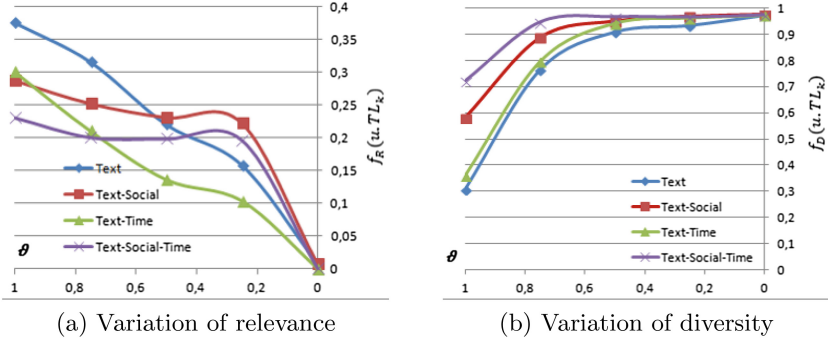 0,4
0,35
0,3
0,25
0,2
0,15
0,1
0,05
0
f_R(u.TL_k)
Text
Text-Social
Text-Time
Text-Social-Time
ϑ
1 0,8 0,6 0,4 0,2 0
(a) Variation of relevance
1
0,9
0,8
0,7
0,6
0,5
0,4
0,3
0,2
0,1
0
f_D(u.TL_k)
Text
Text-Social
Text-Time
Text-Social-Time
ϑ
1 0,8 0,6 0,4 0,2 0
(b) Variation of diversity